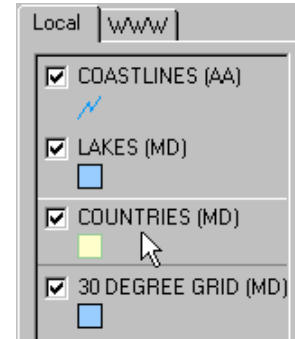 Local WWW
COASTLINES (AA)
LAKES (MD)
COUNTRIES (MD)
30 DEGREE GRID (MD)